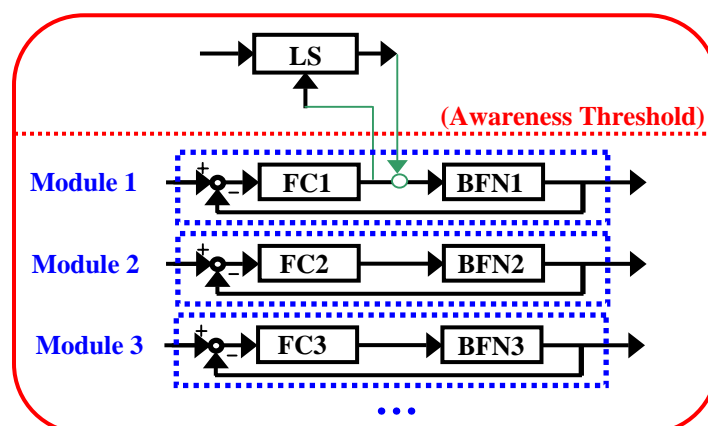 LS
(Awareness Threshold)
Module 1
+
−
FC1
BFN1
Module 2
+
−
FC2
BFN2
Module 3
+
−
FC3
BFN3
...